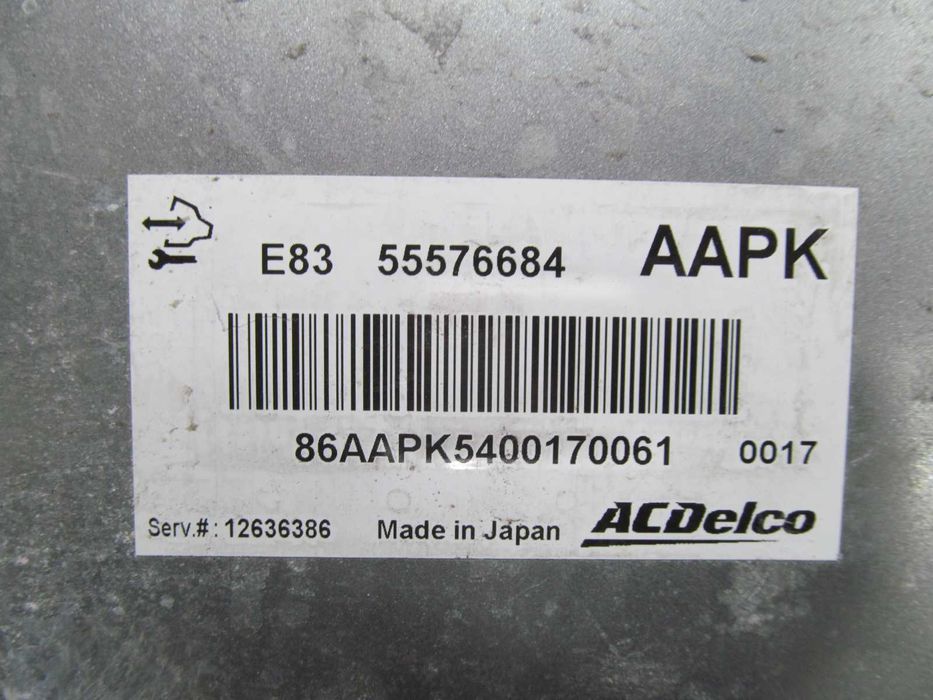 E83 55576684 AAPK
86AAPK5400170061 0017
Serv.#: 12636386 Made in Japan ACDelco